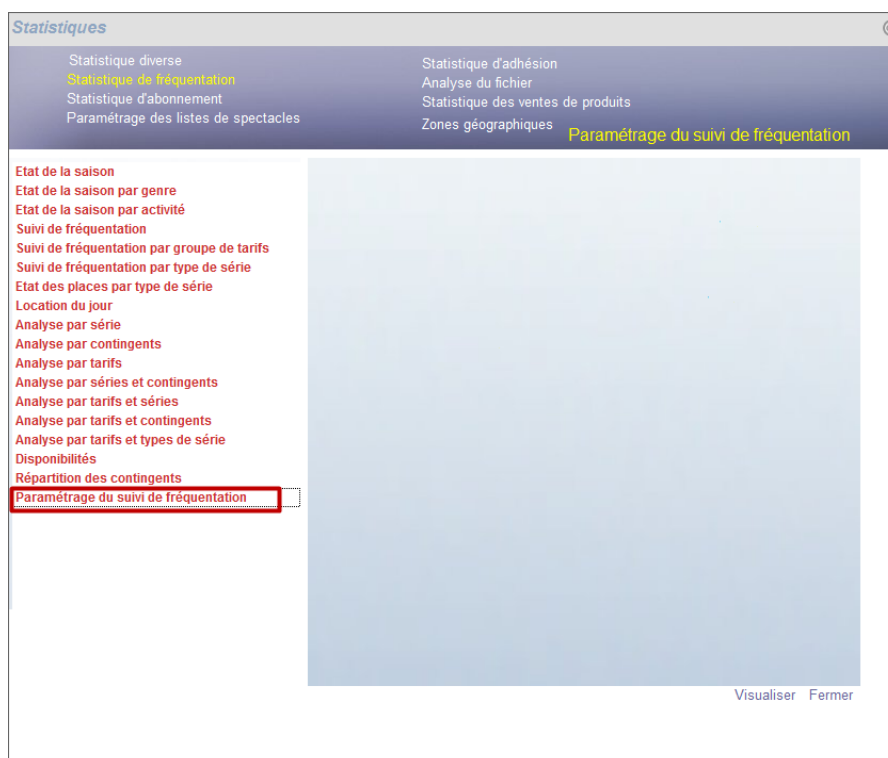 Statistiques
Statistique diverse
Statistique de fréquentation
Statistique d'abonnement
Paramétrage des listes de spectacles
Statistique d'adhésion
Analyse du fichier
Statistique des ventes de produits
Zones géographiques
Paramétrage du suivi de fréquentation
Etat de la saison
Etat de la saison par genre
Etat de la saison par activité
Suivi de fréquentation
Suivi de fréquentation par groupe de tarifs
Suivi de fréquentation par type de série
Etat des places par type de série
Location du jour
Analyse par série
Analyse par contingents
Analyse par tarifs
Analyse par séries et contingents
Analyse par tarifs et séries
Analyse par tarifs et contingents
Analyse par tarifs et types de série
Disponibilités
Répartition des contingents
Paramétrage du suivi de fréquentation
Visualiser Fermer